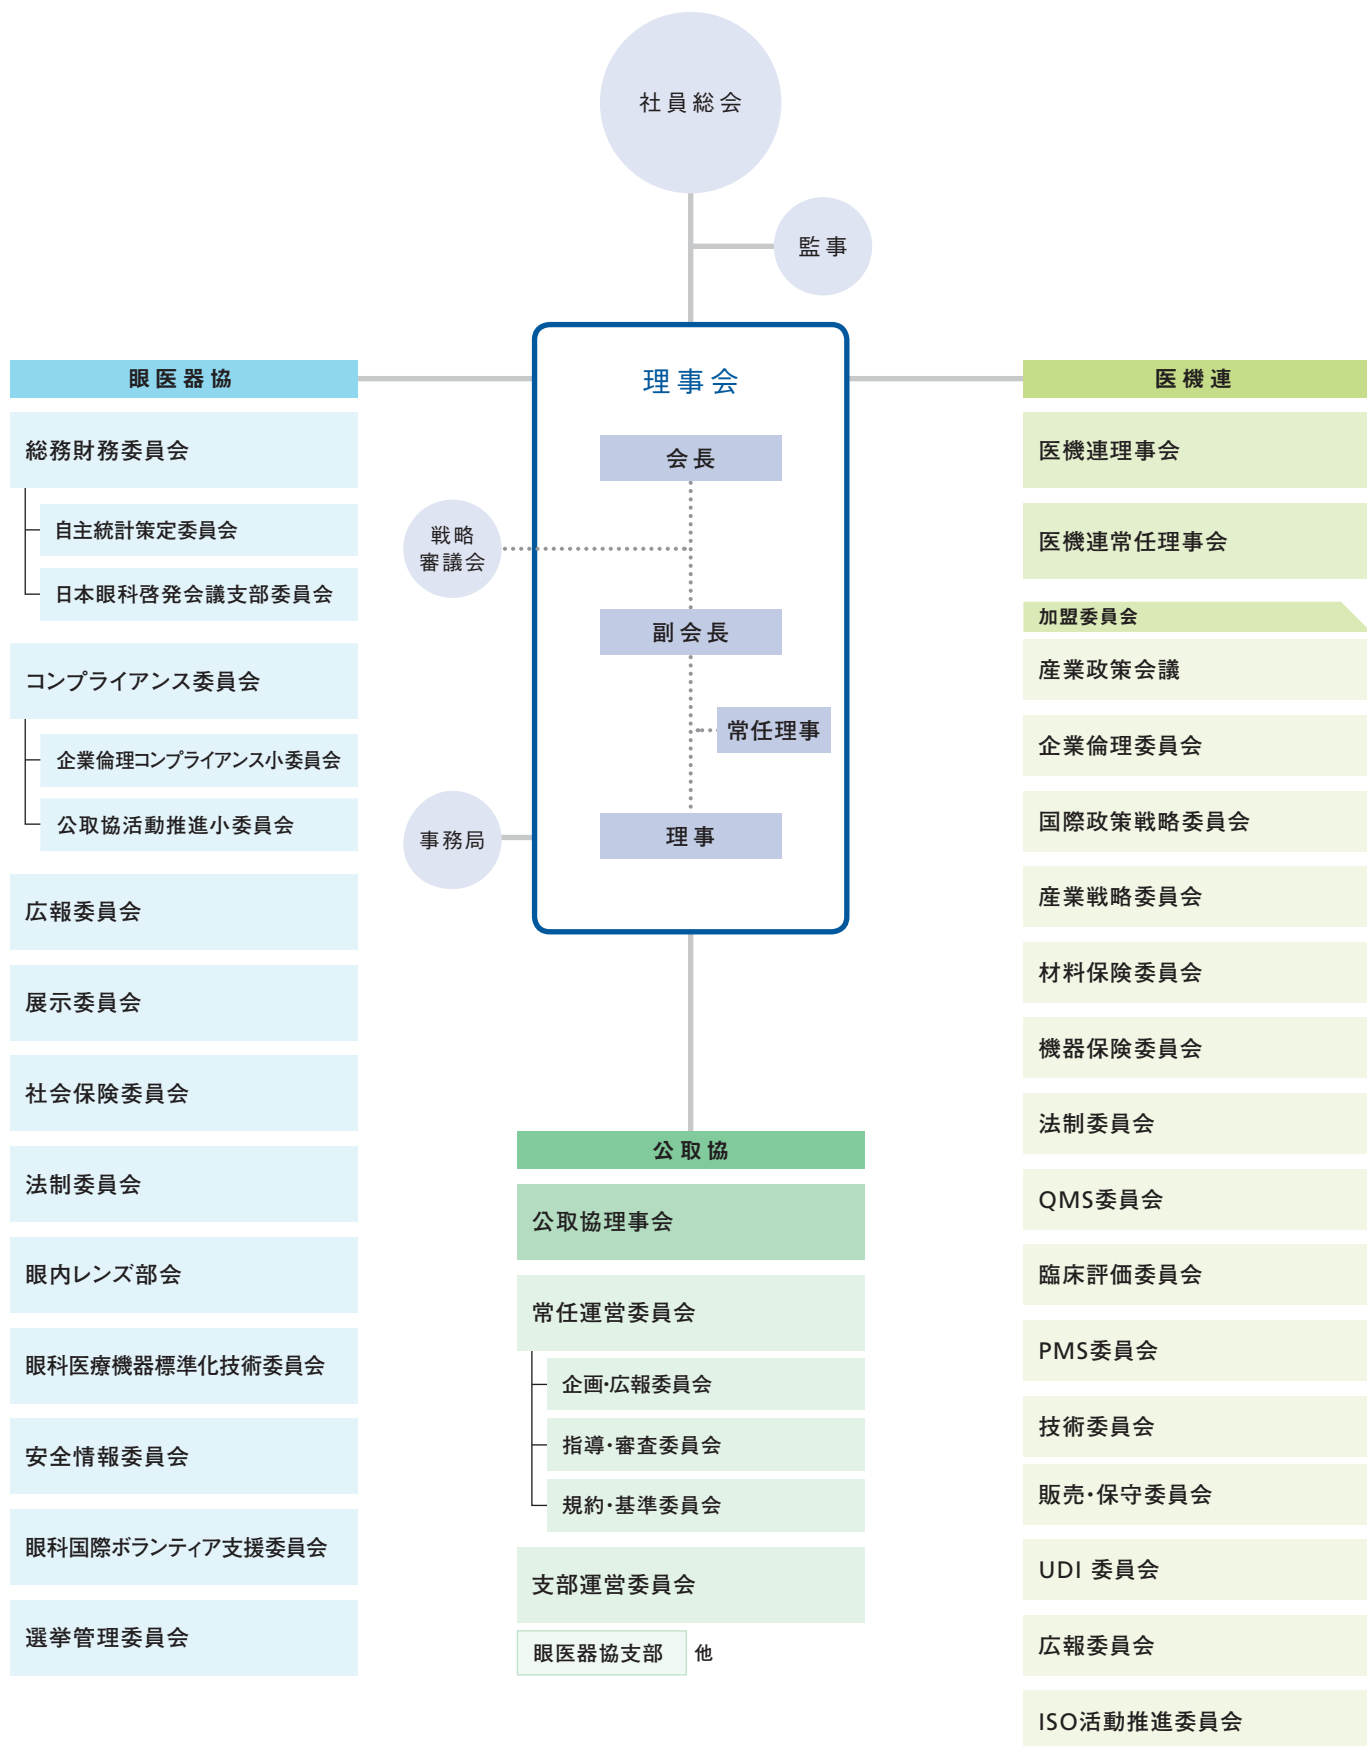 社員総会
監事
理事会
会長
戦略
審議会
副会長
常任理事
事務局
理事
眼医器協
総務財務委員会
自主統計策定委員会
日本眼科啓発会議支部委員会
コンプライアンス委員会
企業倫理コンプライアンス小委員会
公取協活動推進小委員会
広報委員会
展示委員会
社会保険委員会
法制委員会
眼内レンズ部会
眼科医療機器標準化技術委員会
安全情報委員会
眼科国際ボランティア支援委員会
選挙管理委員会
公取協
公取協理事会
常任運営委員会
企画・広報委員会
指導・審査委員会
規約・基準委員会
支部運営委員会
眼医器協支部 他
医機連
医機連理事会
医機連常任理事会
加盟委員会
産業政策会議
企業倫理委員会
国際政策戦略委員会
産業戦略委員会
材料保険委員会
機器保険委員会
法制委員会
QMS委員会
臨床評価委員会
PMS委員会
技術委員会
販売・保守委員会
UDI 委員会
広報委員会
ISO活動推進委員会